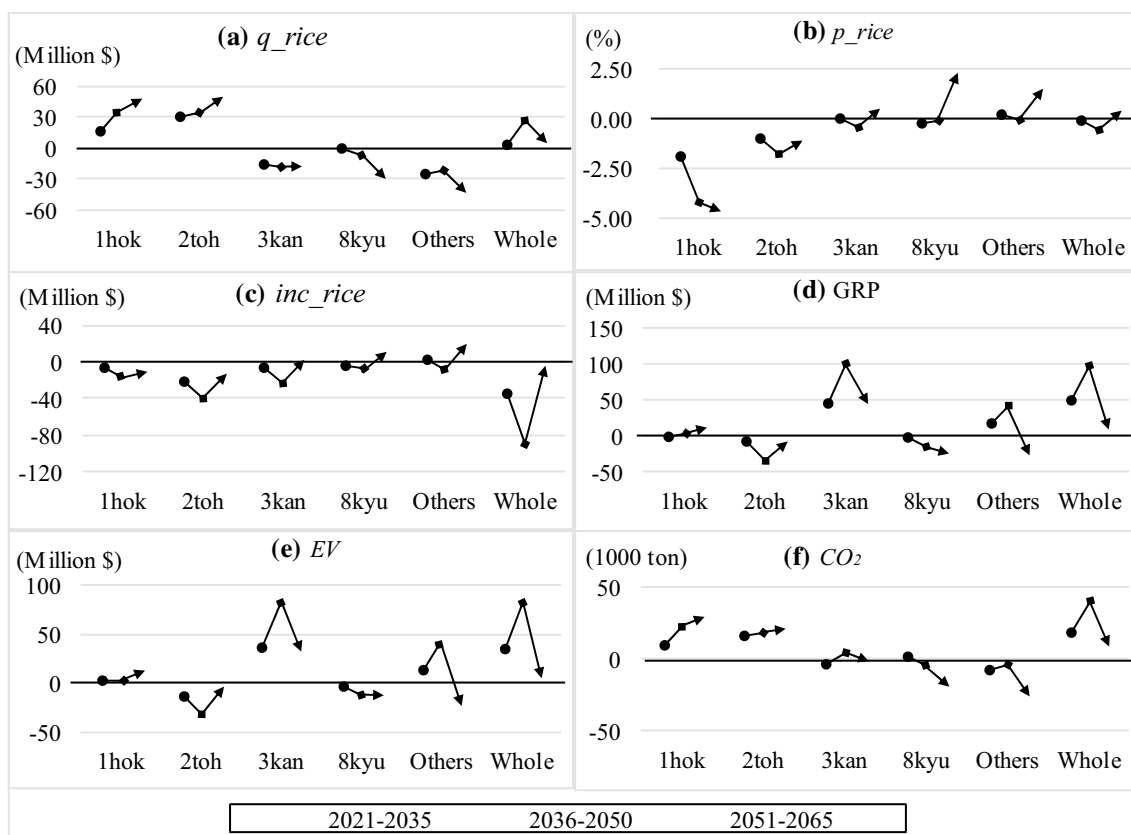 (a) q_rice
(Million $)
60
30
0
-30
-60
1hok 2toh 3kan 8kyu Others Whole
(b) p_rice
(%)
2.50
0.00
-2.50
-5.00
1hok 2toh 3kan 8kyu Others Whole
(c) inc_rice
(Million $)
40
0
-40
-80
-120
1hok 2toh 3kan 8kyu Others Whole
(d) GRP
(Million $)
150
100
50
0
-50
1hok 2toh 3kan 8kyu Others Whole
(e) EV
(Million $)
100
50
0
-50
1hok 2toh 3kan 8kyu Others Whole
(f) CO₂
(1000 ton)
50
0
-50
1hok 2toh 3kan 8kyu Others Whole
2021-2035 2036-2050 2051-2065